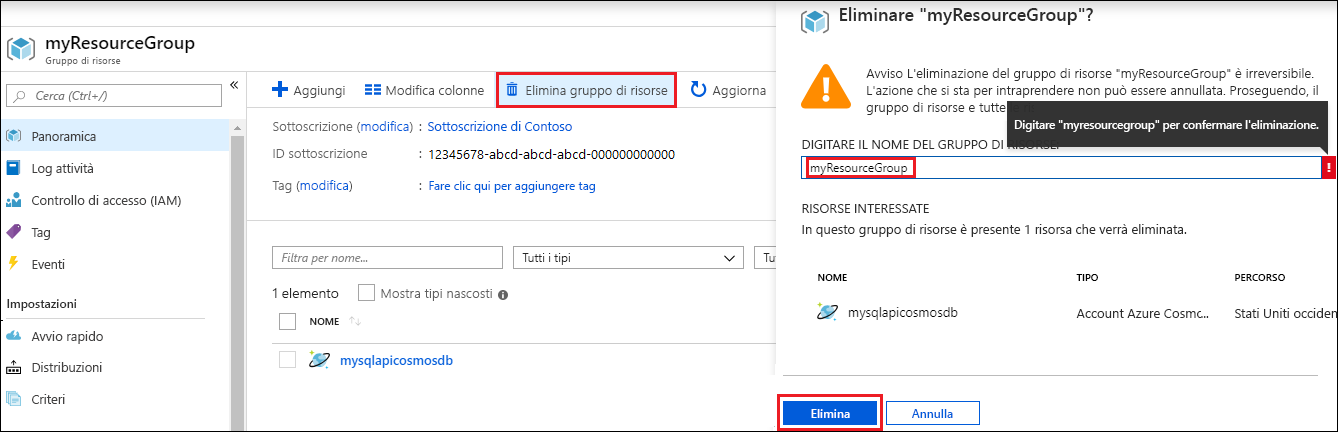 myResourceGroup
Gruppo di risorse
Cerca (Ctrl+/)
Panoramica
Log attività
Controllo di accesso (IAM)
Tag
Eventi
Impostazioni
Avvio rapido
Distribuzioni
Criteri
Aggiungi Modifica colonne Elimina gruppo di risorse Aggiorna
Sottoscrizione (modifica) : Sottoscrizione di Contoso
ID sottoscrizione : 12345678-abcd-abcd-abcd-000000000000
Tag (modifica) : Fare clic qui per aggiungere tag
Filtra per nome... Tutti i tipi Tu
1 elemento Mostra tipi nascosti
NOME
mysqlapicosmosdb
Eliminare "myResourceGroup"?
Avviso L'eliminazione del gruppo di risorse "myResourceGroup" è irreversibile.
L'azione che si sta per intraprendere non può essere annullata. Proseguendo, il
gruppo di risorse e tutte
Digitare "myresourcegroup" per confermare l'eliminazione.
DIGITARE IL NOME DEL GRUPPO DI RISORSE:
myResourceGroup
RISORSE INTERESSATE
In questo gruppo di risorse è presente 1 risorsa che verrà eliminata.
NOME TIPO PERCORSO
mysqlapicosmosdb Account Azure Cosmo... Stati Uniti occiden
Elimina Annulla